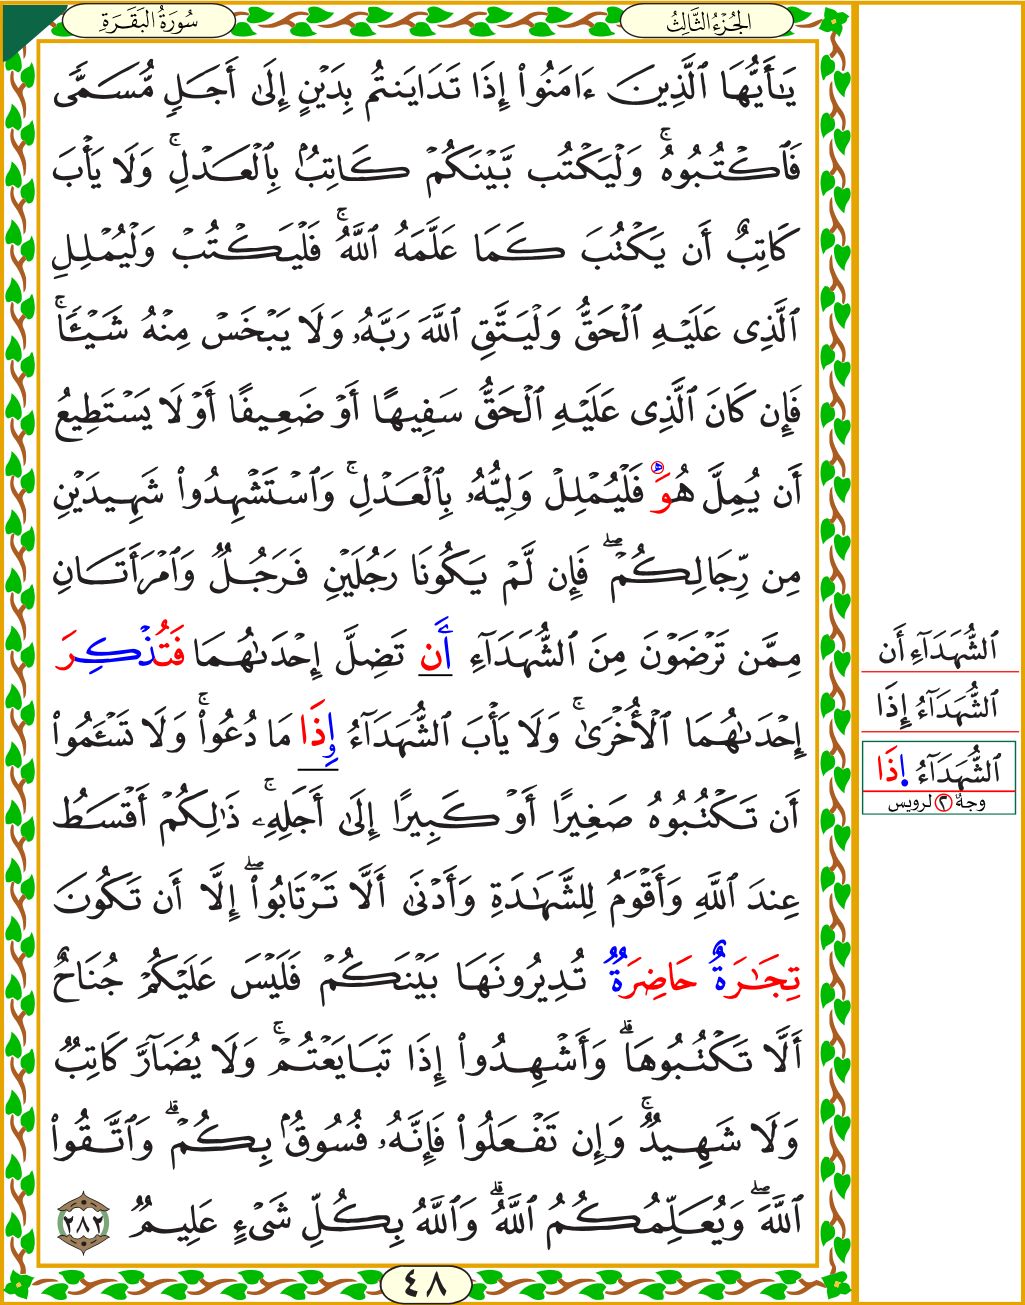 سُورَةُ البَقَرَةِ
الجُزْءُ الثَّالِثُ
يَٰٓأَيُّهَا ٱلَّذِينَ ءَامَنُوٓا۟ إِذَا تَدَايَنتُم بِدَيْنٍ إِلَىٰٓ أَجَلٍ مُّسَمًّى
فَٱكْتُبُوهُۚ وَلْيَكْتُب بَّيْنَكُمْ كَاتِبٌۢ بِٱلْعَدْلِۚ وَلَا يَأْبَ
كَاتِبٌ أَن يَكْتُبَ كَمَا عَلَّمَهُ ٱللَّهُۚ فَلْيَكْتُبْ وَلْيُمْلِلِ
ٱلَّذِى عَلَيْهِ ٱلْحَقُّ وَلْيَتَّقِ ٱللَّهَ رَبَّهُۥ وَلَا يَبْخَسْ مِنْهُ شَيْـًٔاۚ
فَإِن كَانَ ٱلَّذِى عَلَيْهِ ٱلْحَقُّ سَفِيهًا أَوْ ضَعِيفًا أَوْ لَا يَسْتَطِيعُ
أَن يُمِلَّ هُوَ فَلْيُمْلِلْ وَلِيُّهُۥ بِٱلْعَدْلِۚ وَٱسْتَشْهِدُوا۟ شَهِيدَيْنِ
مِن رِّجَالِكُمْۖ فَإِن لَّمْ يَكُونَا رَجُلَيْنِ فَرَجُلٌ وَٱمْرَأَتَانِ
مِمَّن تَرْضَوْنَ مِنَ ٱلشُّهَدَآءِ أَن تَضِلَّ إِحْدَىٰهُمَا فَتُذْكِرَ
إِحْدَىٰهُمَا ٱلْأُخْرَىٰۚ وَلَا يَأْبَ ٱلشُّهَدَآءُ إِذَا مَا دُعُوا۟ۚ وَلَا تَسْـَٔمُوٓا۟
أَن تَكْتُبُوهُ صَغِيرًا أَوْ كَبِيرًا إِلَىٰٓ أَجَلِهِۦۚ ذَٰلِكُمْ أَقْسَطُ
عِندَ ٱللَّهِ وَأَقْوَمُ لِلشَّهَٰدَةِ وَأَدْنَىٰٓ أَلَّا تَرْتَابُوٓا۟ۖ إِلَّآ أَن تَكُونَ
تِجَٰرَةٌ حَاضِرَةٌ تُدِيرُونَهَا بَيْنَكُمْ فَلَيْسَ عَلَيْكُمْ جُنَاحٌ
أَلَّا تَكْتُبُوهَاۗ وَأَشْهِدُوٓا۟ إِذَا تَبَايَعْتُمْۚ وَلَا يُضَآرَّ كَاتِبٌ
وَلَا شَهِيدٌۚ وَإِن تَفْعَلُوا۟ فَإِنَّهُۥ فُسُوقٌۢ بِكُمْۗ وَٱتَّقُوا۟
ٱللَّهَۖ وَيُعَلِّمُكُمُ ٱللَّهُۗ وَٱللَّهُ بِكُلِّ شَىْءٍ عَلِيمٌ ٢٨٢
٤٨
ٱلشُّهَدَآءِ أَن
ٱلشُّهَدَآءُ إِذَا
ٱلشُّهَدَآءُ اِذَا
وجهٌ ٢ لرويس